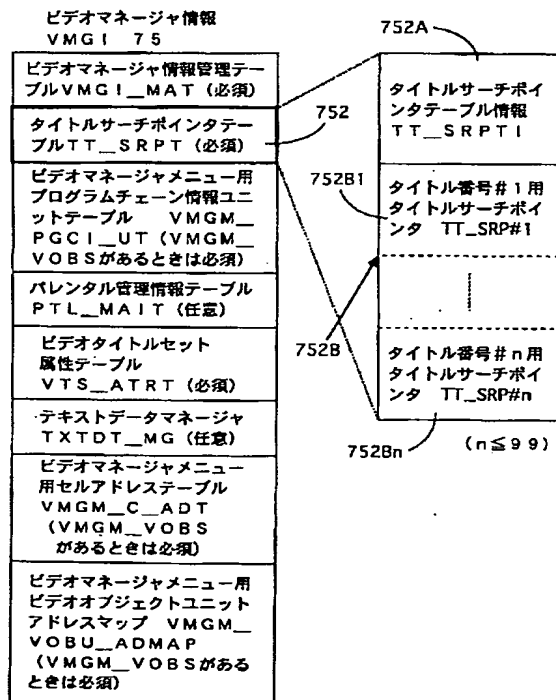 ビデオマネージャ情報
VMGI 75
ビデオマネージャ情報管理テー
ブルVMGI__MAT（必須）
タイトルサーチポインタテー
ブルTT__SRPT（必須）
ビデオマネージャメニュー用
プログラムチェーン情報ユニ
ットテーブル VMGM__
PGCI__UT（VMGM__
VOBSがあるときは必須）
パレンタル管理情報テーブル
PTL__MAIT（任意）
ビデオタイトルセット
属性テーブル
VTS__ATRT（必須）
テキストデータマネージャ
TXTDT__MG（任意）
ビデオマネージャメニュー
用セルアドレステーブル
VMGM__C__ADT
（VMGM__VOBS
があるときは必須）
ビデオマネージャメニュー用
ビデオオブジェクトユニット
アドレスマップ VMGM__
VOBU__ADMAP
（VMGM__VOBSがある
ときは必須）
752
752A
タイトルサーチポイ
ンタテーブル情報
TT__SRPTI
752B1
タイトル番号#1用
タイトルサーチポイ
ンタ TT_SRP#1
752B
タイトル番号#n用
タイトルサーチポイ
ンタ TT_SRP#n
752Bn
（n≦99）